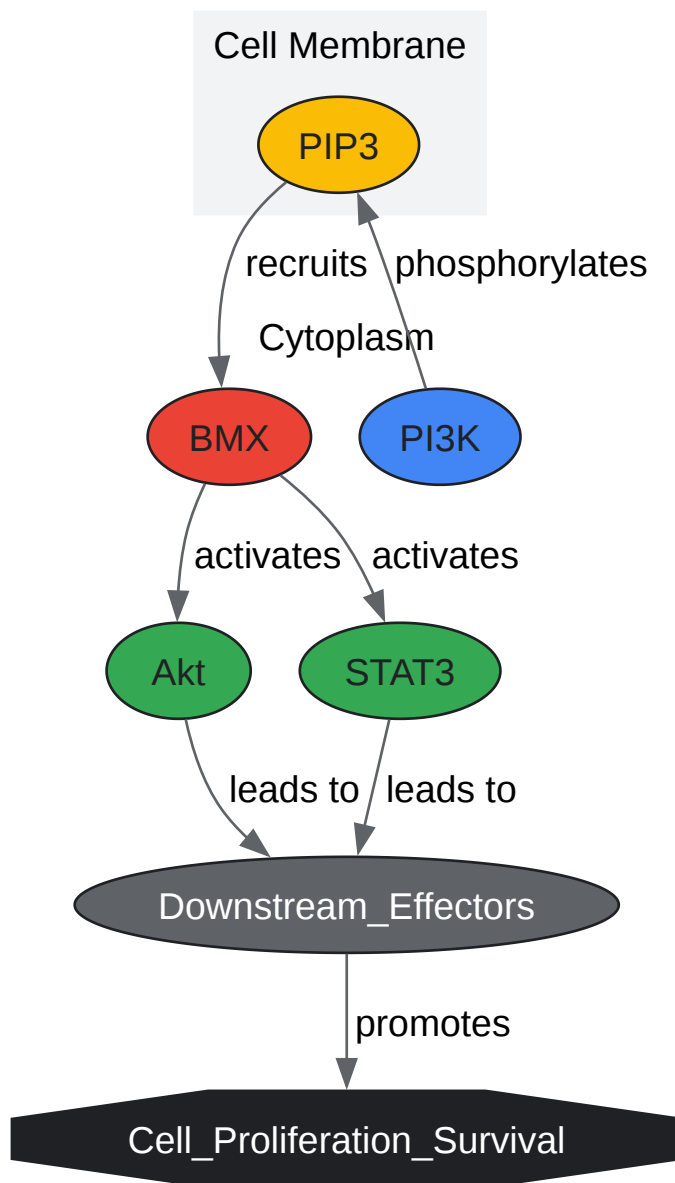 Cell Membrane
PIP3
recruits
phosphorylates
Cytoplasm
BMX
PI3K
activates
activates
Akt
STAT3
leads to
leads to
Downstream_Effectors
promotes
Cell_Proliferation_Survival